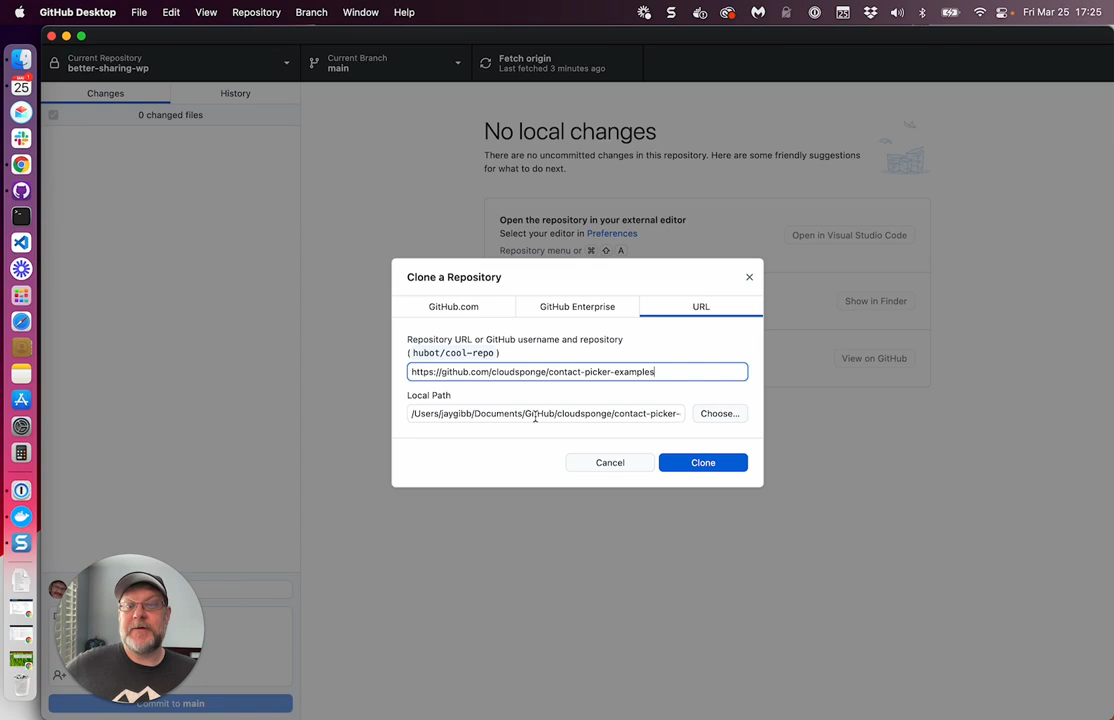 GitHub Desktop File Edit View Repository Branch Window Help Fri Mar 25 17:25
Current Repository
better-sharing-wp
Current Branch
main
Fetch origin
Last fetched 3 minutes ago
Changes History
0 changed files
25
No local changes
There are no uncommitted changes in this repository. Here are some friendly suggestions
for what to do next.
Open the repository in your external editor
Select your editor in Preferences
Repository menu or ⌘ ⇧ A
Open in Visual Studio Code
Show in Finder
View on GitHub
Clone a Repository
GitHub.com GitHub Enterprise URL
Repository URL or GitHub username and repository
(hubot/cool-repo)
https://github.com/cloudsponge/contact-picker-examples
Local Path
/Users/jaygibb/Documents/GitHub/cloudsponge/contact-picker-
Choose...
Cancel Clone
Commit to main